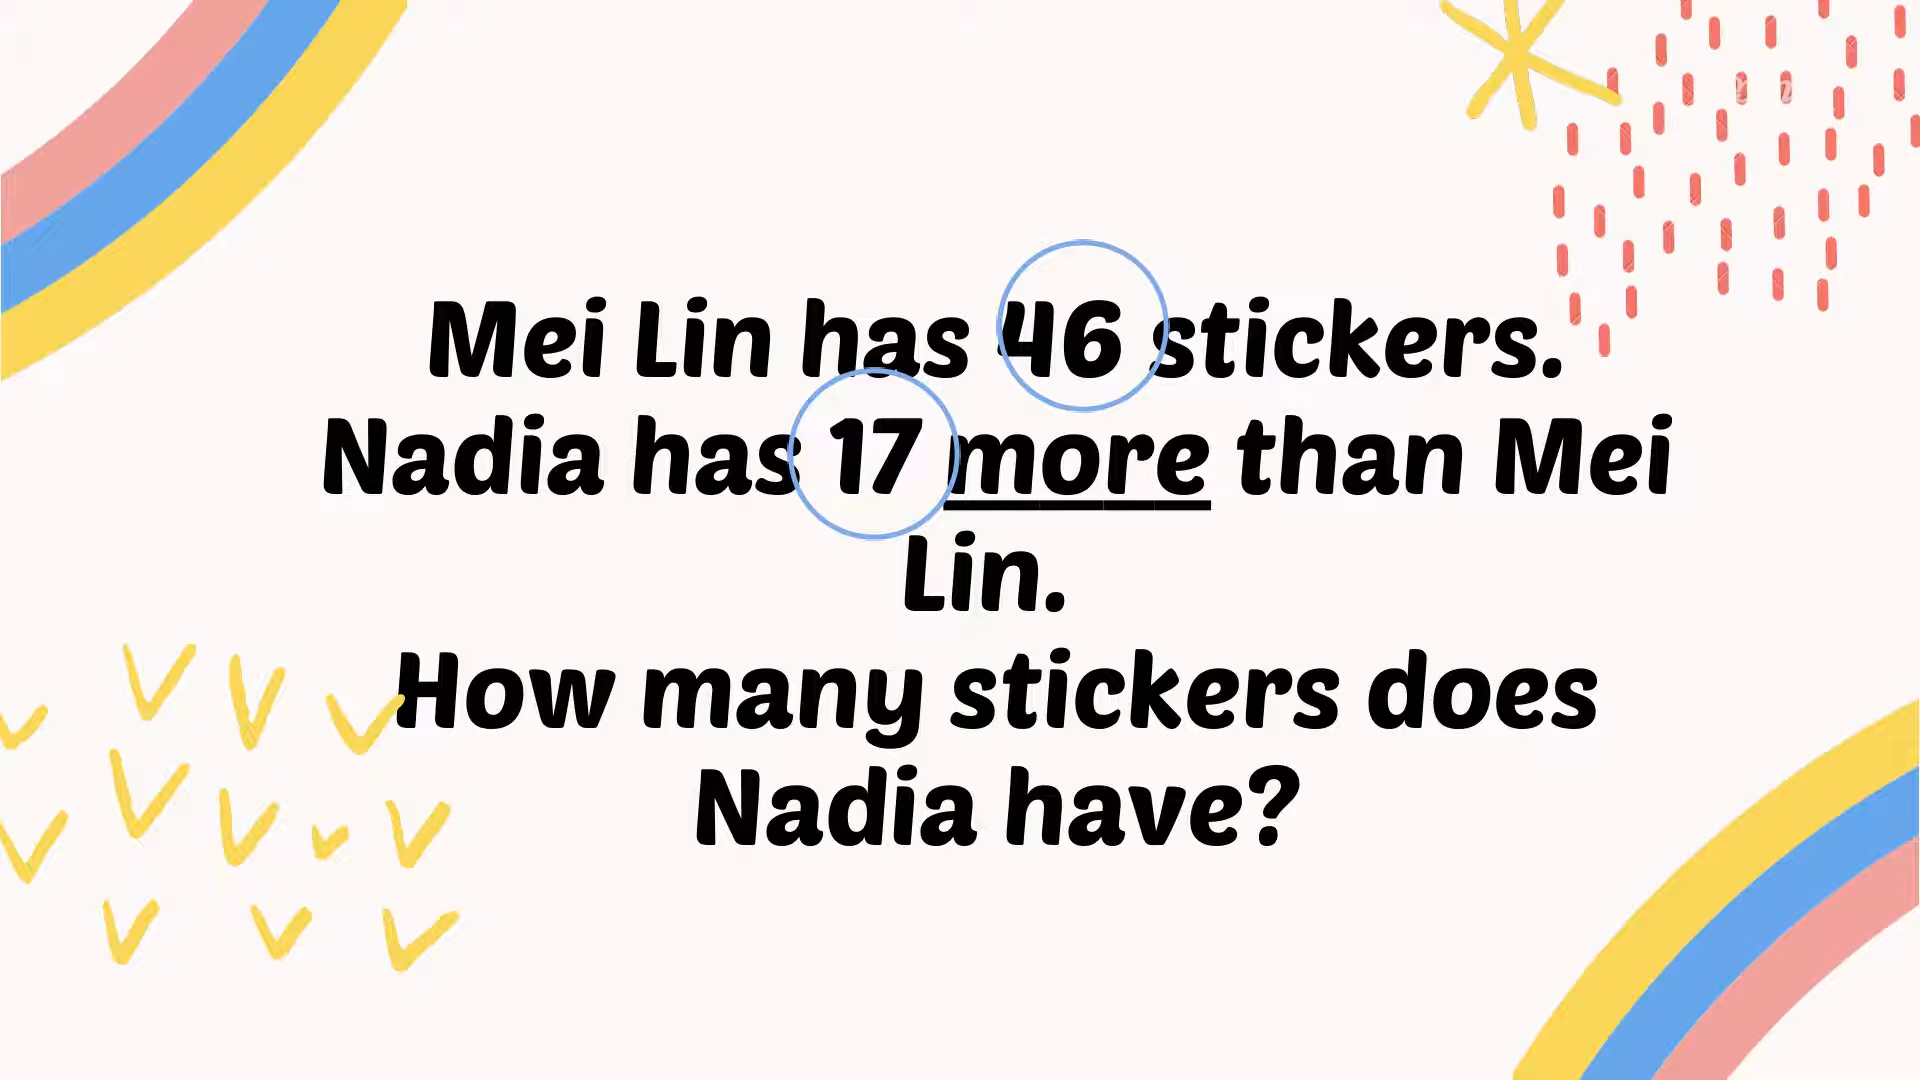 Mei Lin has 46 stickers.
Nadia has 17 more than Mei
Lin.
How many stickers does
Nadia have?